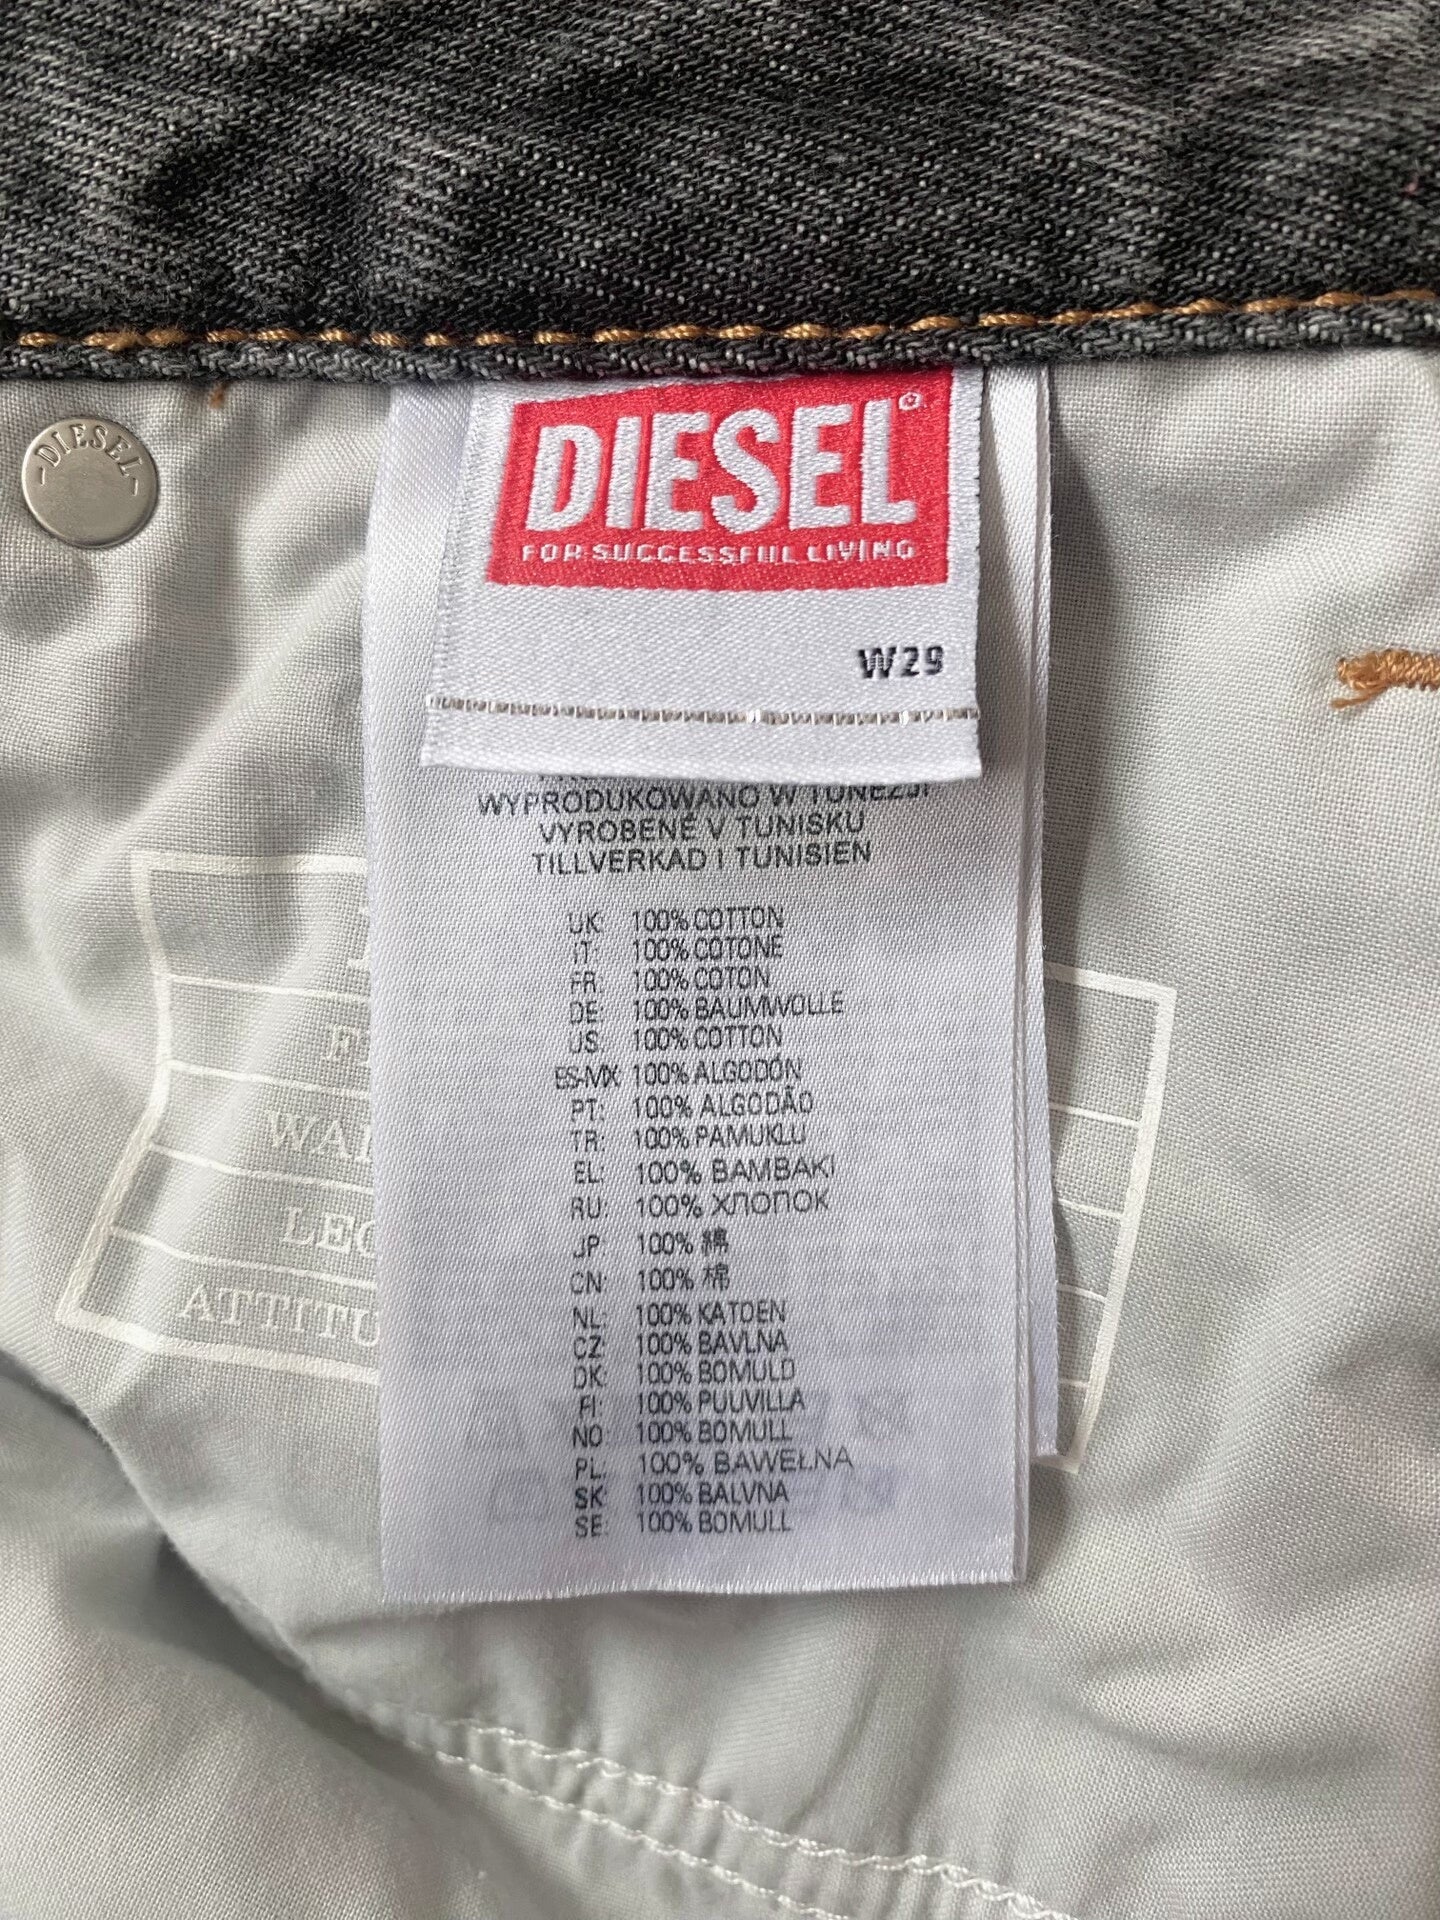 DIESEL
DIESEL®
FOR SUCCESSFUL LIVING
W29
WYPRODUKOWANO W TUNEZJI
VYROBENÉ V TUNISKU
TILLVERKAD I TUNISIEN
UK: 100% COTTON
IT: 100% COTONE
FR: 100% COTON
DE: 100% BAUMWOLLE
US: 100% COTTON
ES-MX 100% ALGODÓN
PT: 100% ALGODÃO
TR: 100% PAMUKLU
EL: 100% ΒΑΜΒΑΚΙ
RU: 100% ХЛОПОК
JP: 100% 綿
CN: 100% 棉
NL: 100% KATOEN
CZ: 100% BAVLNA
DK: 100% BOMULD
FI: 100% PUUVILLA
NO: 100% BOMULL
PL: 100% BAWEŁNA
SK: 100% BALVNA
SE: 100% BOMULL
ATTITU